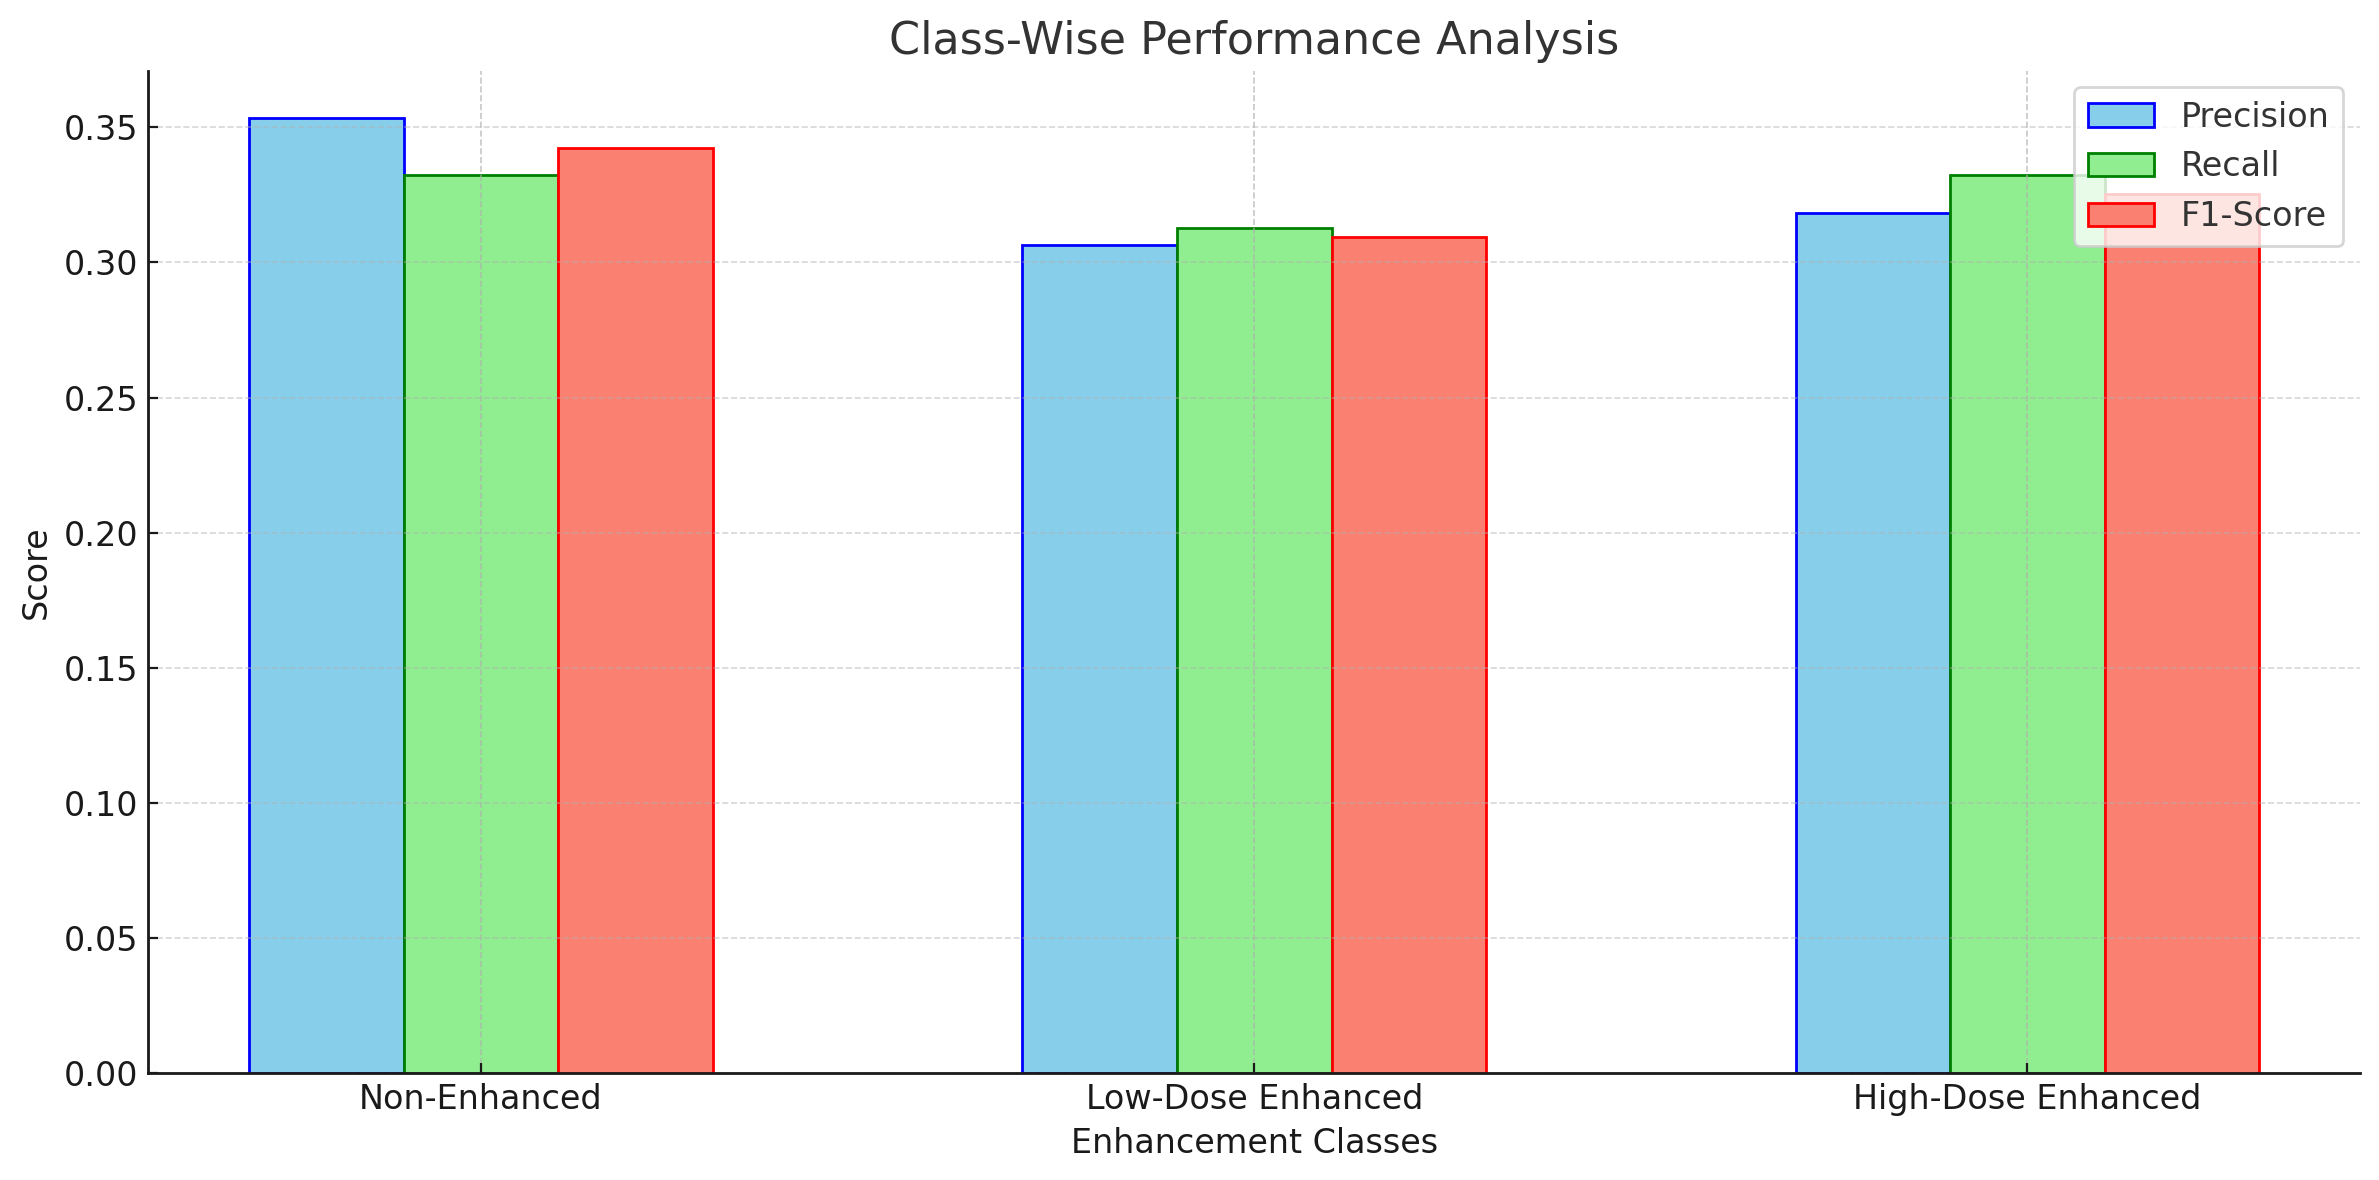 Class-Wise Performance Analysis
Precision
Recall
F1-Score
0.35
0.30
0.25
0.20
0.15
0.10
0.05
0.00
Score
Non-Enhanced
Low-Dose Enhanced
High-Dose Enhanced
Enhancement Classes